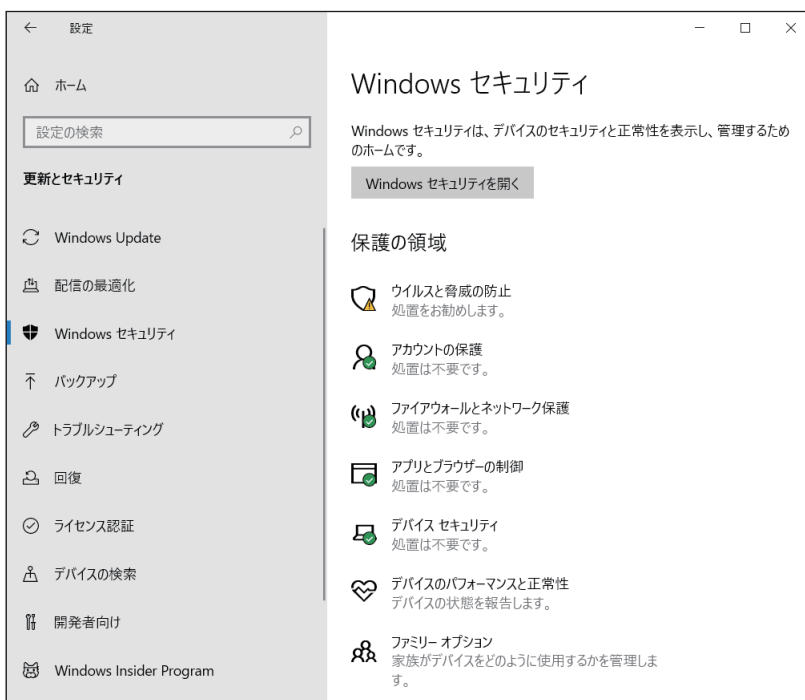 設定
ホーム
設定の検索
更新とセキュリティ
Windows Update
配信の最適化
Windows セキュリティ
バックアップ
トラブルシューティング
回復
ライセンス認証
デバイスの検索
開発者向け
Windows Insider Program
Windows セキュリティ
Windows セキュリティは、デバイスのセキュリティと正常性を表示し、管理するため
のホームです。
Windows セキュリティを開く
保護の領域
ウイルスと脅威の防止
処置をお勧めします。
アカウントの保護
処置は不要です。
ファイアウォールとネットワーク保護
処置は不要です。
アプリとブラウザーの制御
処置は不要です。
デバイス セキュリティ
処置は不要です。
デバイスのパフォーマンスと正常性
デバイスの状態を報告します。
ファミリー オプション
家族がデバイスをどのように使用するかを管理しま
す。